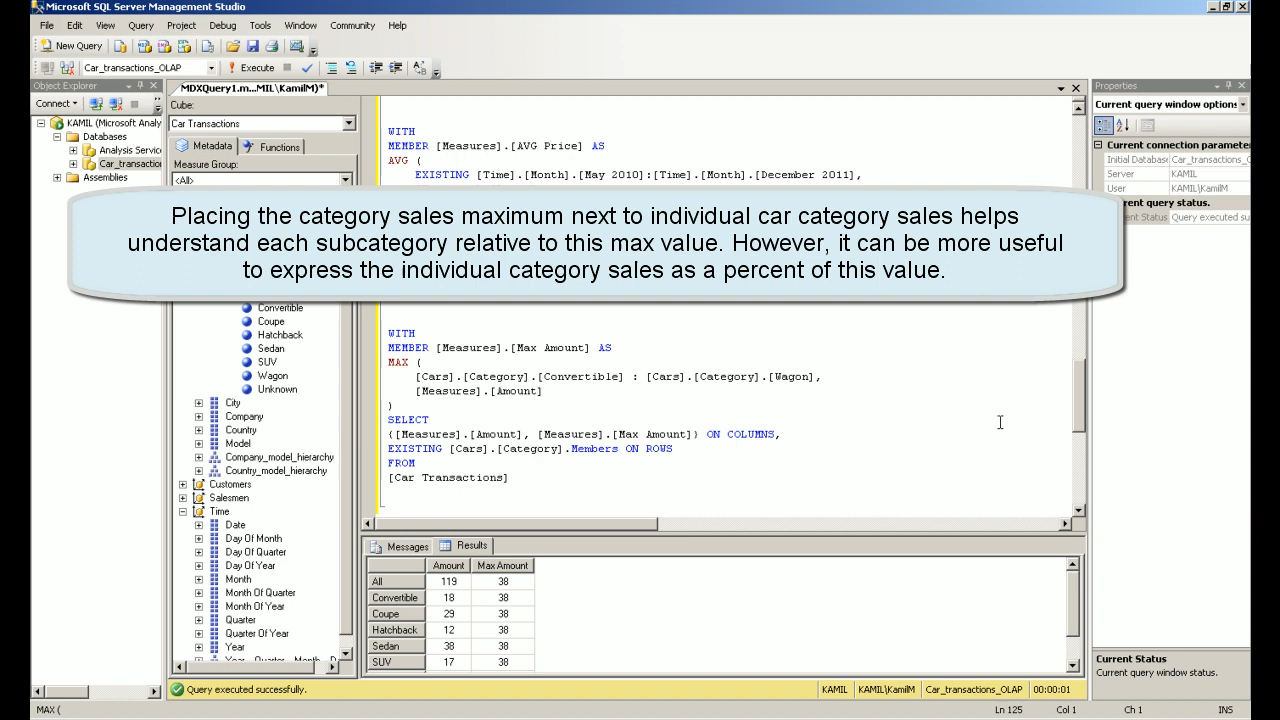 Microsoft SQL Server Management Studio
File Edit View Query Project Debug Tools Window Community Help
New Query
Car_transactions_OLAP Execute
Object Explorer
Connect
KAMIL (Microsoft Analy
Databases
Analysis Servic
Car_transactio
Assemblies
MDXQuery1.m...MIL\KamilM)*
Cube:
Car Transactions
Metadata Functions
Measure Group:
<All>
WITH
MEMBER [Measures].[AVG Price] AS
AVG (
EXISTING [Time].[Month].[May 2010]:[Time].[Month].[December 2011],
Placing the category sales maximum next to individual car category sales helps
understand each subcategory relative to this max value. However, it can be more useful
to express the individual category sales as a percent of this value.
Convertible
Coupe
Hatchback
Sedan
SUV
Wagon
Unknown
City
Company
Country
Model
Company_model_hierarchy
Country_model_hierarchy
Customers
Salesmen
Time
Date
Day Of Month
Day Of Quarter
Day Of Year
Month
Month Of Quarter
Month Of Year
Quarter
Quarter Of Year
Year
WITH
MEMBER [Measures].[Max Amount] AS
MAX (
[Cars].[Category].[Convertible] : [Cars].[Category].[Wagon],
[Measures].[Amount]
)
SELECT
{[Measures].[Amount], [Measures].[Max Amount]} ON COLUMNS,
EXISTING [Cars].[Category].Members ON ROWS
FROM
[Car Transactions]
Messages Results
Amount Max Amount
All 119 38
Convertible 18 38
Coupe 29 38
Hatchback 12 38
Sedan 38 38
SUV 17 38
Properties
Current query window options
Current connection parameter
Initial Databas Car_transactions_O
Server KAMIL
User KAMIL\KamilM
rent query status.
rent Status Query executed su
Current Status
Current query window status.
Query executed successfully. KAMIL KAMIL\KamilM Car_transactions_OLAP 00:00:01
MAX ( Ln 125 Col 1 Ch 1 INS